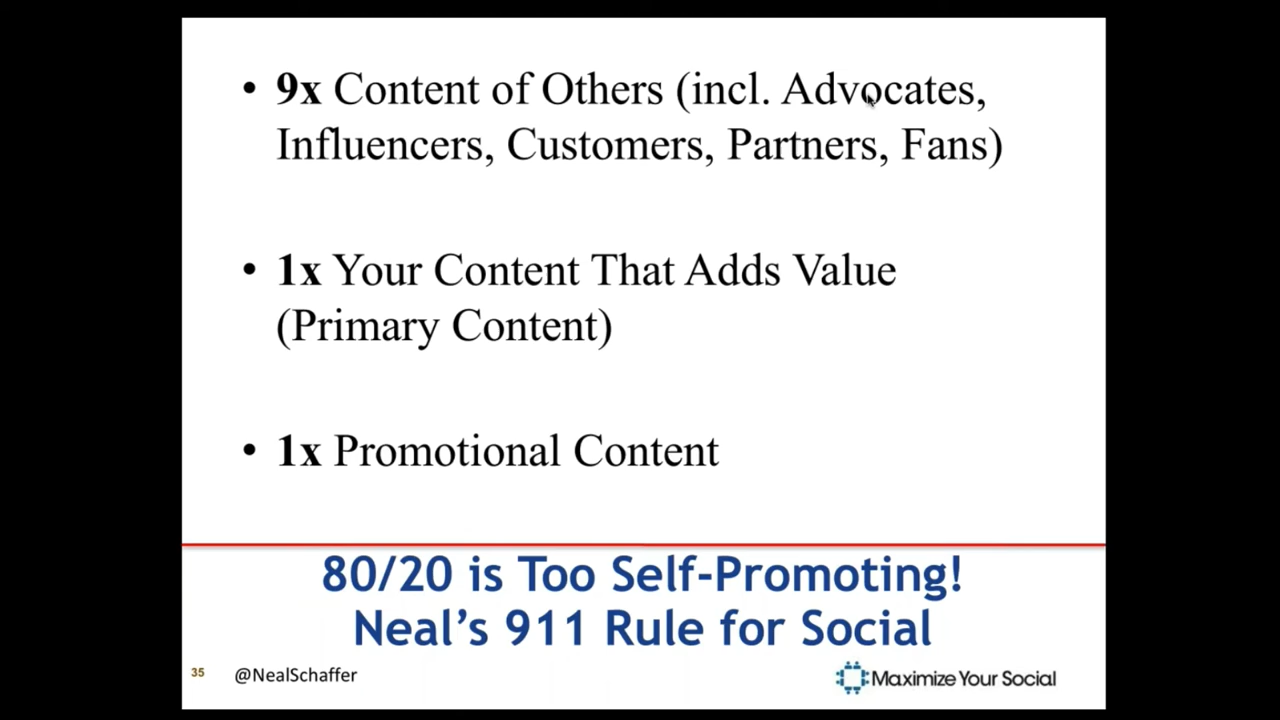 • 9x Content of Others (incl. Advocates,
Influencers, Customers, Partners, Fans)
• 1x Your Content That Adds Value
(Primary Content)
• 1x Promotional Content
80/20 is Too Self-Promoting!
Neal’s 911 Rule for Social
35 @NealSchaffer Maximize Your Social